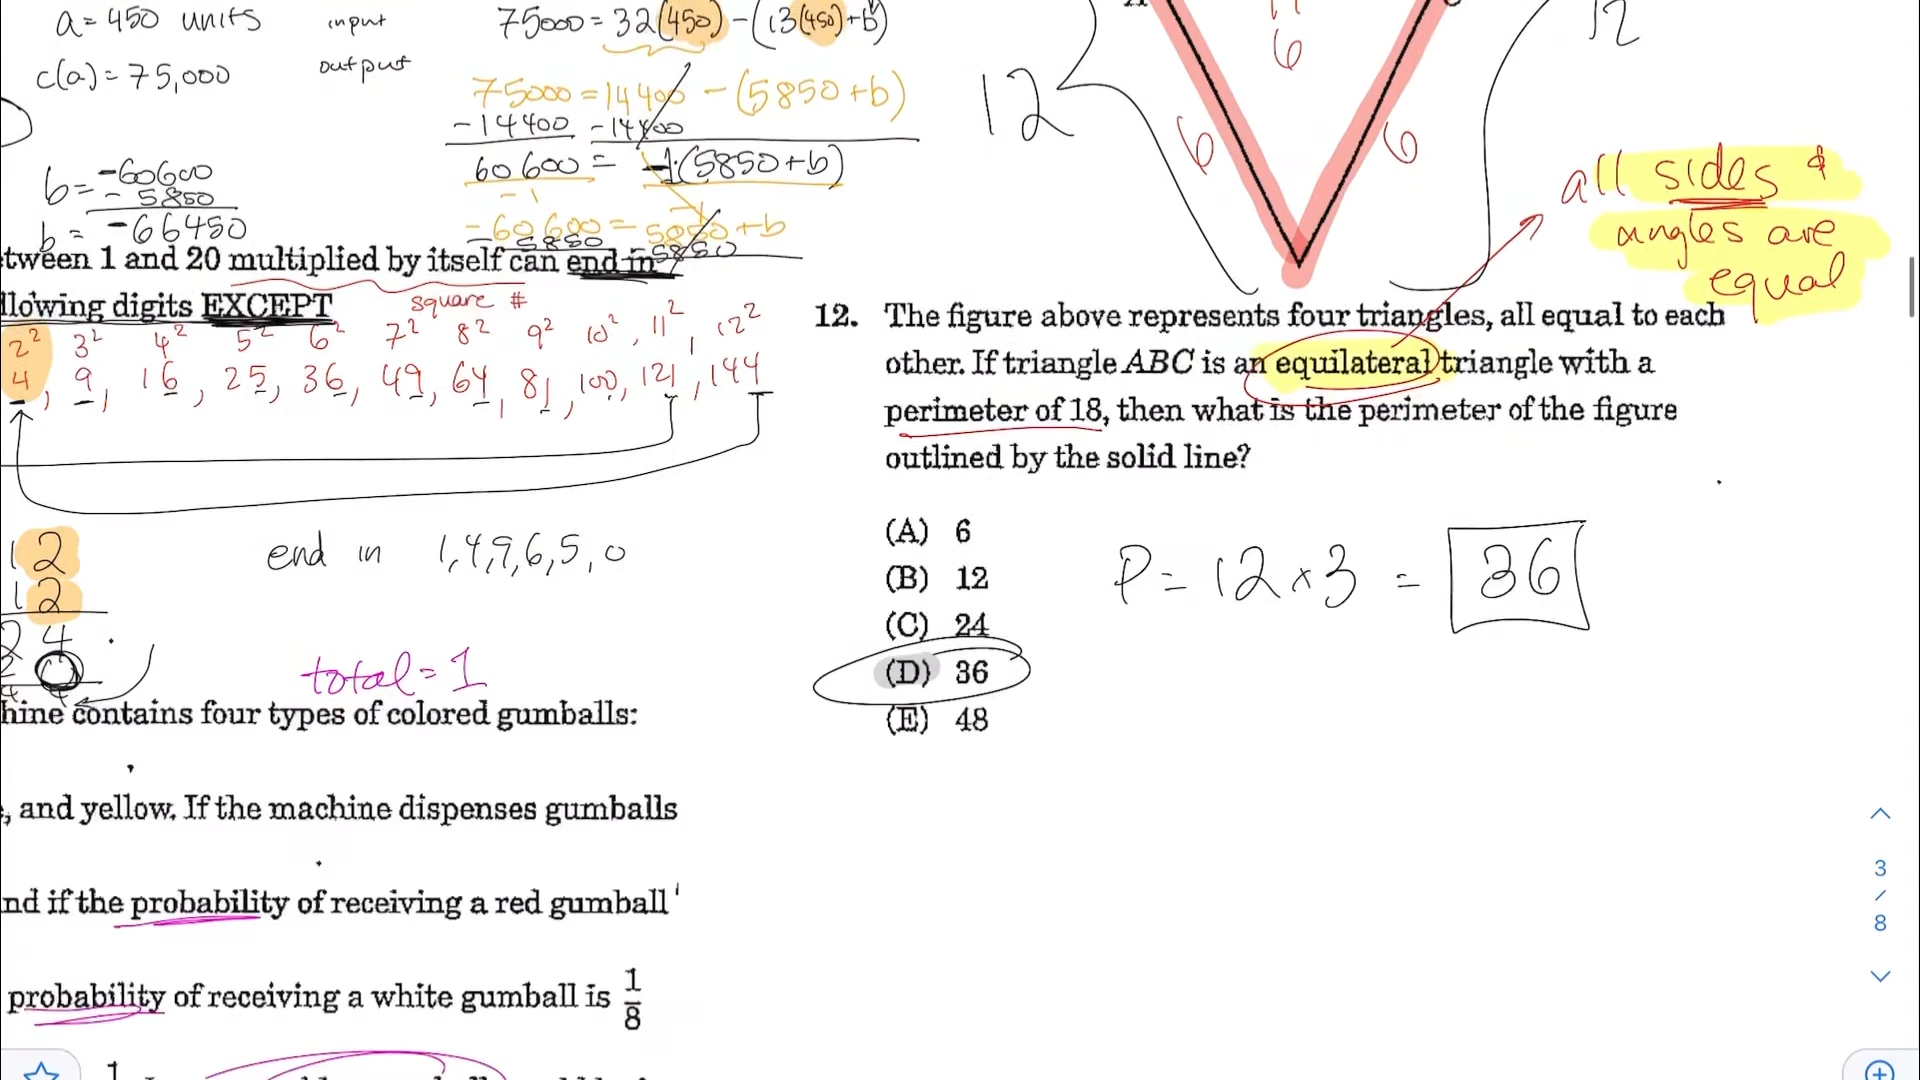 a = 450 units input
c(a) = 75,000 output
75000 = 32(450) - (13(450)+b)
75000 = 14400 - (5850+b)
-14400 -14400
60600 = -1(5850+b)
-1 -1
-60600 = 5850+b
-5850 -5850
b = -60600
- 5850
b = -66450
tween 1 and 20 multiplied by itself can end in
llowing digits EXCEPT
square #
2² 3² 4² 5² 6² 7² 8² 9² 10², 11², 12²
4, 9, 16, 25, 36, 49, 64, 81, 100, 121, 144
12
12
24
end in 1,4,9,6,5,0
total = 1
hine contains four types of colored gumballs:
, and yellow. If the machine dispenses gumballs
nd if the probability of receiving a red gumball
probability of receiving a white gumball is 1/8
1
12
6
6
6
12
all sides &
angles are
equal
12. The figure above represents four triangles, all equal to each
other. If triangle ABC is an equilateral triangle with a
perimeter of 18, then what is the perimeter of the figure
outlined by the solid line?
(A) 6
(B) 12
(C) 24
(D) 36
(E) 48
P = 12 × 3 = 36
3
/
8